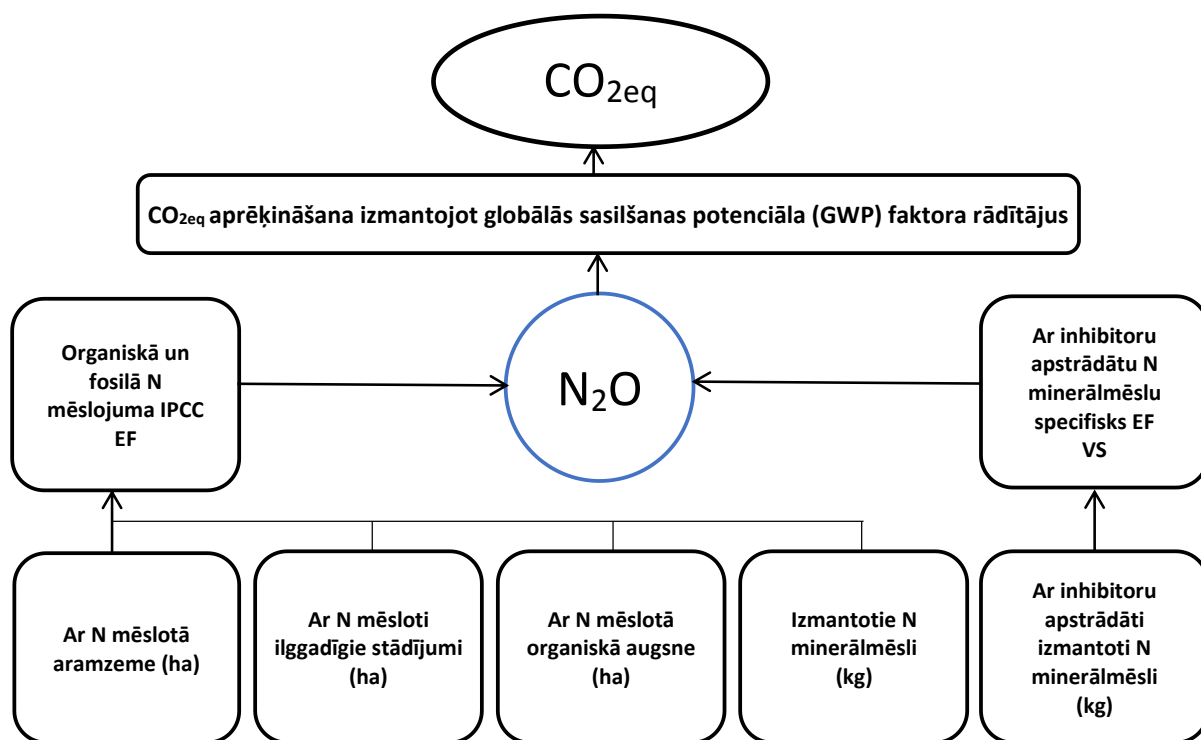 CO2eq
CO2eq aprēķināšana izmantojot globālās sasilšanas potenciāla (GWP) faktora rādītājus
Organiskā un
fosilā N
mēslojuma IPCC
EF
N2O
Ar inhibitoru
apstrādātu N
minerālmēslu
specifisks EF
VS
Ar N mēslotā
aramzeme (ha)
Ar N mēsloti
ilggadīgie stādījumi
(ha)
Ar N mēslotā
organiskā augsne
(ha)
Izmantotie N
minerālmēsli
(kg)
Ar inhibitoru
apstrādāti
izmantoti N
minerālmēsli
(kg)